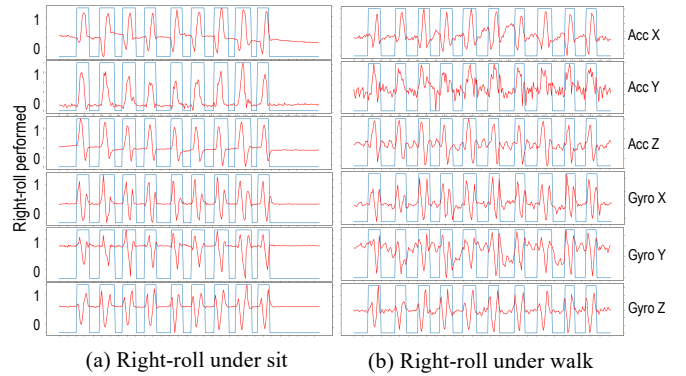 Right-roll performed
1
0
Acc X
1
0
Acc Y
1
0
Acc Z
1
0
Gyro X
1
0
Gyro Y
1
0
Gyro Z
(a) Right-roll under sit
(b) Right-roll under walk